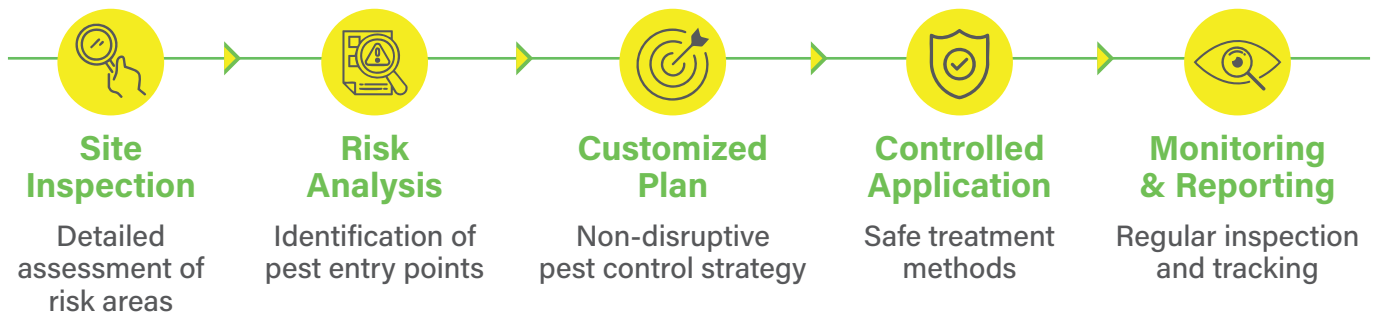 Site
Inspection
Detailed
assessment of
risk areas
Risk
Analysis
Identification of
pest entry points
Customized
Plan
Non-disruptive
pest control strategy
Controlled
Application
Safe treatment
methods
Monitoring
& Reporting
Regular inspection
and tracking